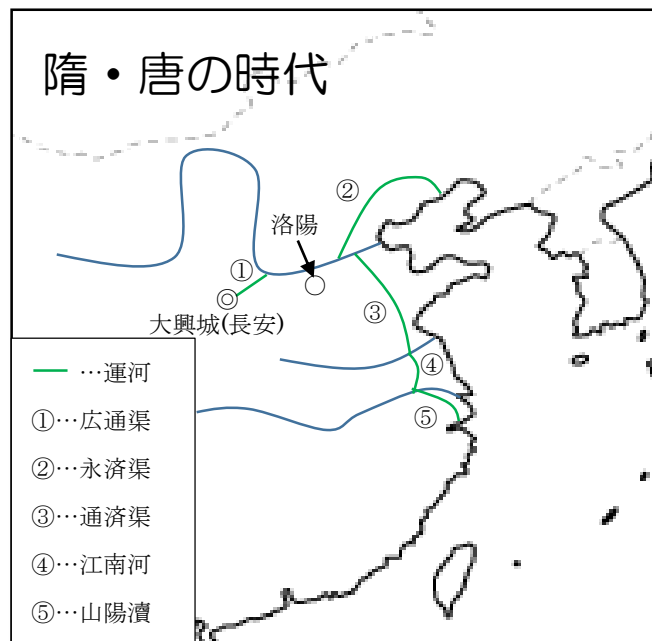 隋・唐の時代
②
洛陽
①
◎
○
大興城(長安)
③
④
⑤
…運河
①…広通渠
②…永済渠
③…通済渠
④…江南河
⑤…山陽瀆